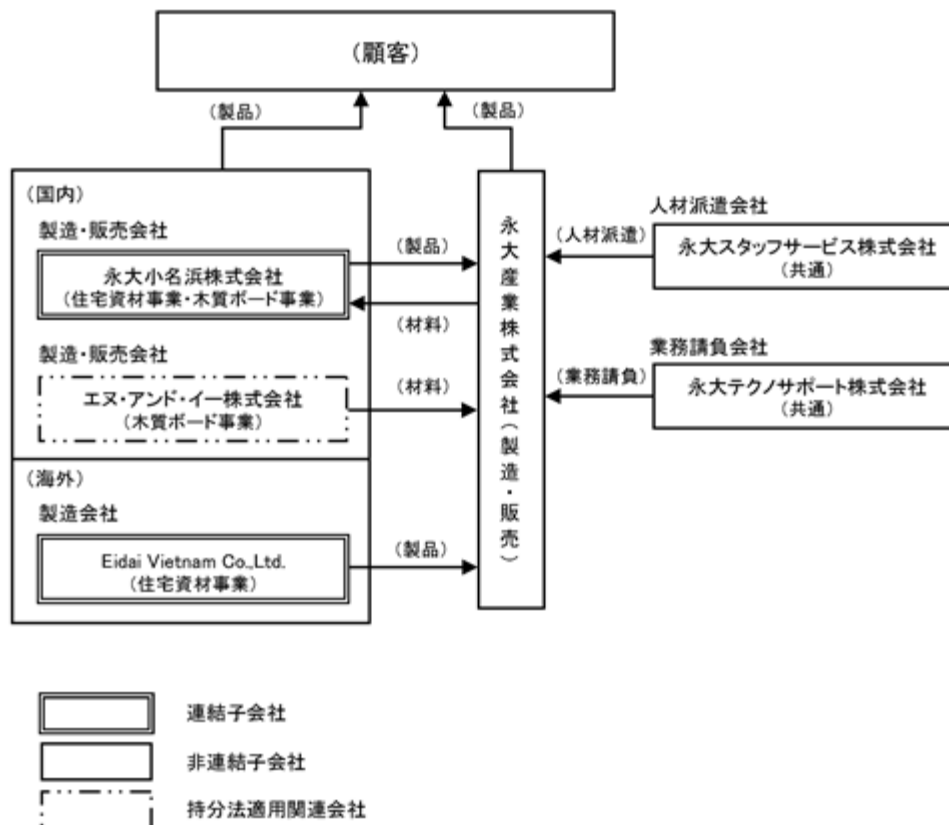 (顧客)
(製品)
(製品)
(国内)
製造・販売会社
永大小名浜株式会社
(住宅資材事業・木質ボード事業)
(製品)
(材料)
製造・販売会社
エヌ・アンド・イー株式会社
(木質ボード事業)
(材料)
(海外)
製造会社
Eidai Vietnam Co.,Ltd.
(住宅資材事業)
(製品)
永大産業株式会社(製造・販売)
人材派遣会社
(人材派遣)
永大スタッフサービス株式会社
(共通)
業務請負会社
(業務請負)
永大テクノサポート株式会社
(共通)
連結子会社
非連結子会社
持分法適用関連会社